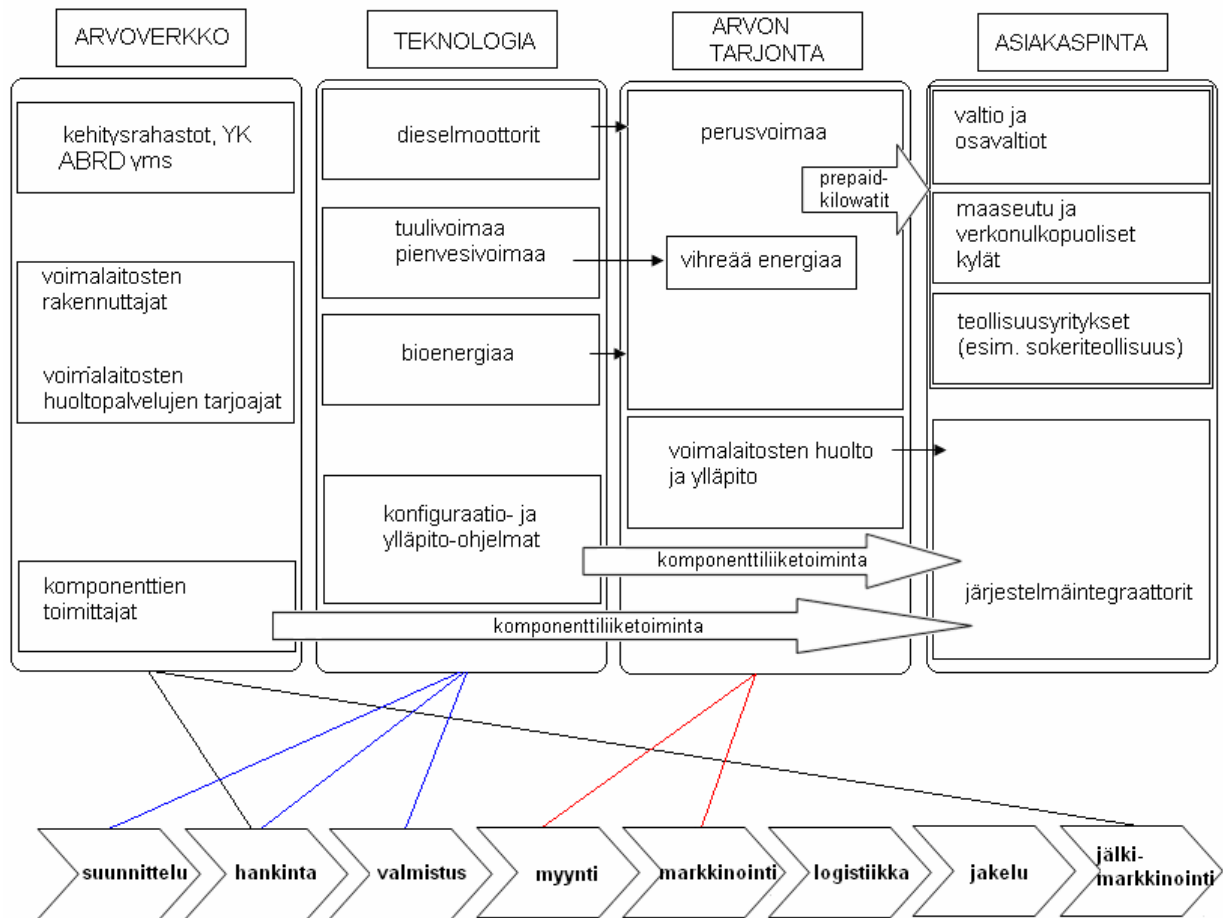 ARVOVERKKO
TEKNOLOGIA
ARVON
TARJONTA
ASIAKASPINTA
kehitysrahastot, YK
ABRD yms
voimalaitosten
rakennuttajat
voimalaitosten
huoltopalvelujen tarjoajat
komponenttien
toimittajat
dieselmoottorit
tuulivoimaa
pienvesivoimaa
bioenergiaa
konfiguraatio- ja
ylläpito-ohjelmat
perusvoimaa
prepaid-
kilowatit
vihreää energiaa
voimalaitosten huolto
ja ylläpito
komponenttiliiketoiminta
komponenttiliiketoiminta
valtio ja
osavaltiot
maaseutu ja
verkonulkopuoliset
kylät
teollisuusyritykset
(esim. sokeriteollisuus)
järjestelmäintegraattorit
suunnittelu
hankinta
valmistus
myynti
markkinointi
logistiikka
jakelu
jälki-
markkinointi